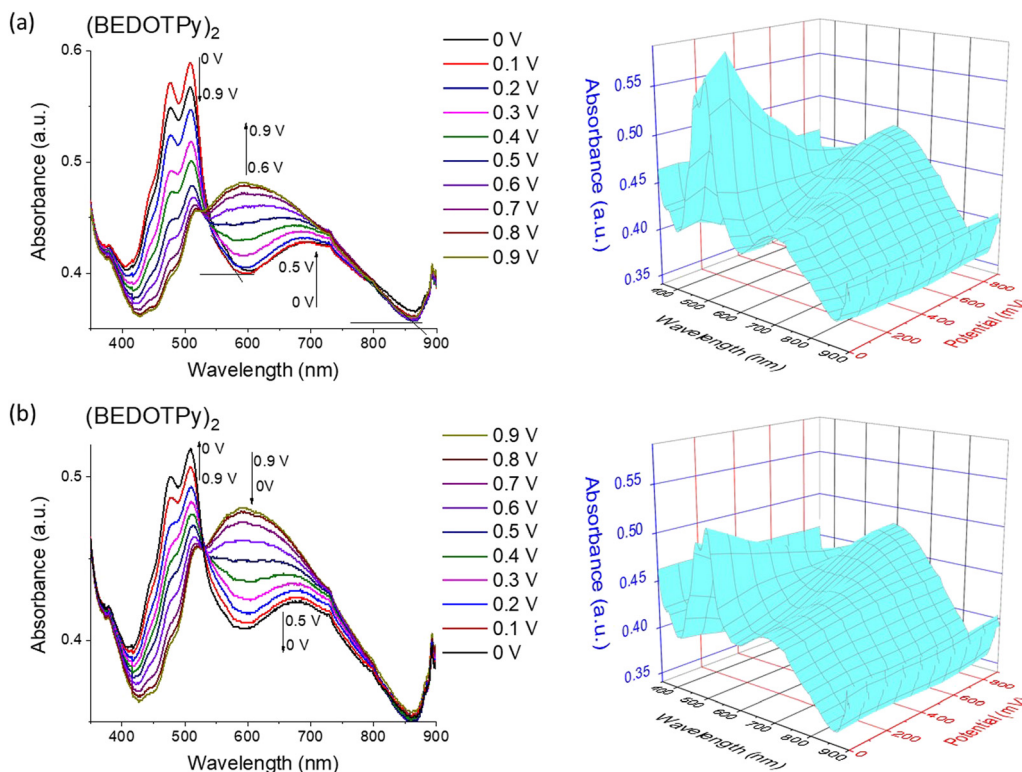 (a)
(BEDOTPy)2
0.6
0.5
0.4
Absorbance (a.u.)
0 V
0.9 V
0.9 V
0.6 V
0.5 V
0V
400 500 600 700 800 900
Wavelength (nm)
0 V
0.1 V
0.2 V
0.3 V
0.4 V
0.5 V
0.6 V
0.7 V
0.8 V
0.9 V
Absorbance (a.u.)
0.55
0.50
0.45
0.40
0.35
400 500 600 700 800 900
Wavelength (nm)
0 200 400 600 800
Potential (mV
(b)
(BEDOTPy)2
0.5
0.4
Absorbance (a.u.)
0 V
0.9 V
0.9 V
0V
0.5 V
0 V
400 500 600 700 800 900
Wavelength (nm)
0.9 V
0.8 V
0.7 V
0.6 V
0.5 V
0.4 V
0.3 V
0.2 V
0.1 V
0 V
Absorbance (a.u.)
0.55
0.50
0.45
0.40
0.35
400 500 600 700 800 900
Wavelength (nm)
0 200 400 600 800
Potential (mV